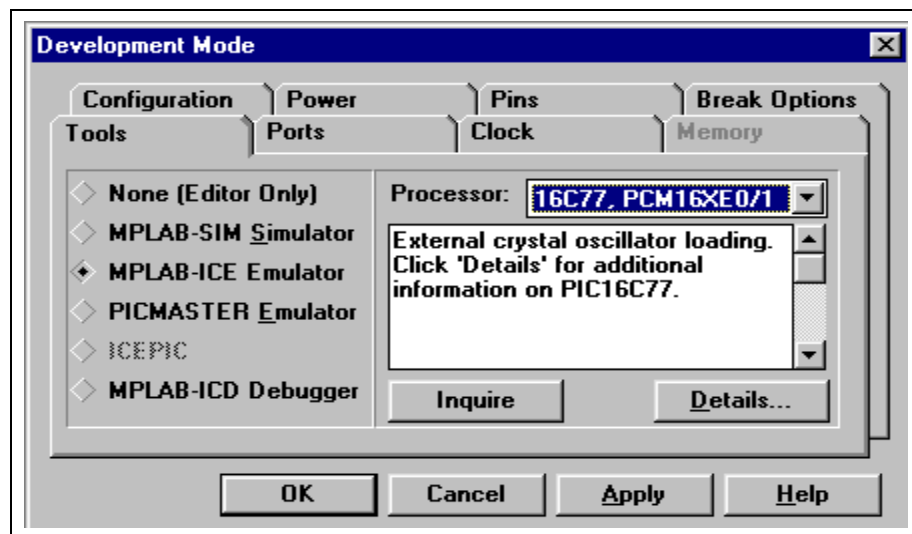 Development Mode
Configuration Power Pins Break Options
Tools Ports Clock Memory
None (Editor Only)
MPLAB-SIM Simulator
MPLAB-ICE Emulator
PICMASTER Emulator
ICEPIC
MPLAB-ICD Debugger
Processor: 16C77, PCM16XE0/1
External crystal oscillator loading.
Click 'Details' for additional
information on PIC16C77.
Inquire Details...
OK Cancel Apply Help